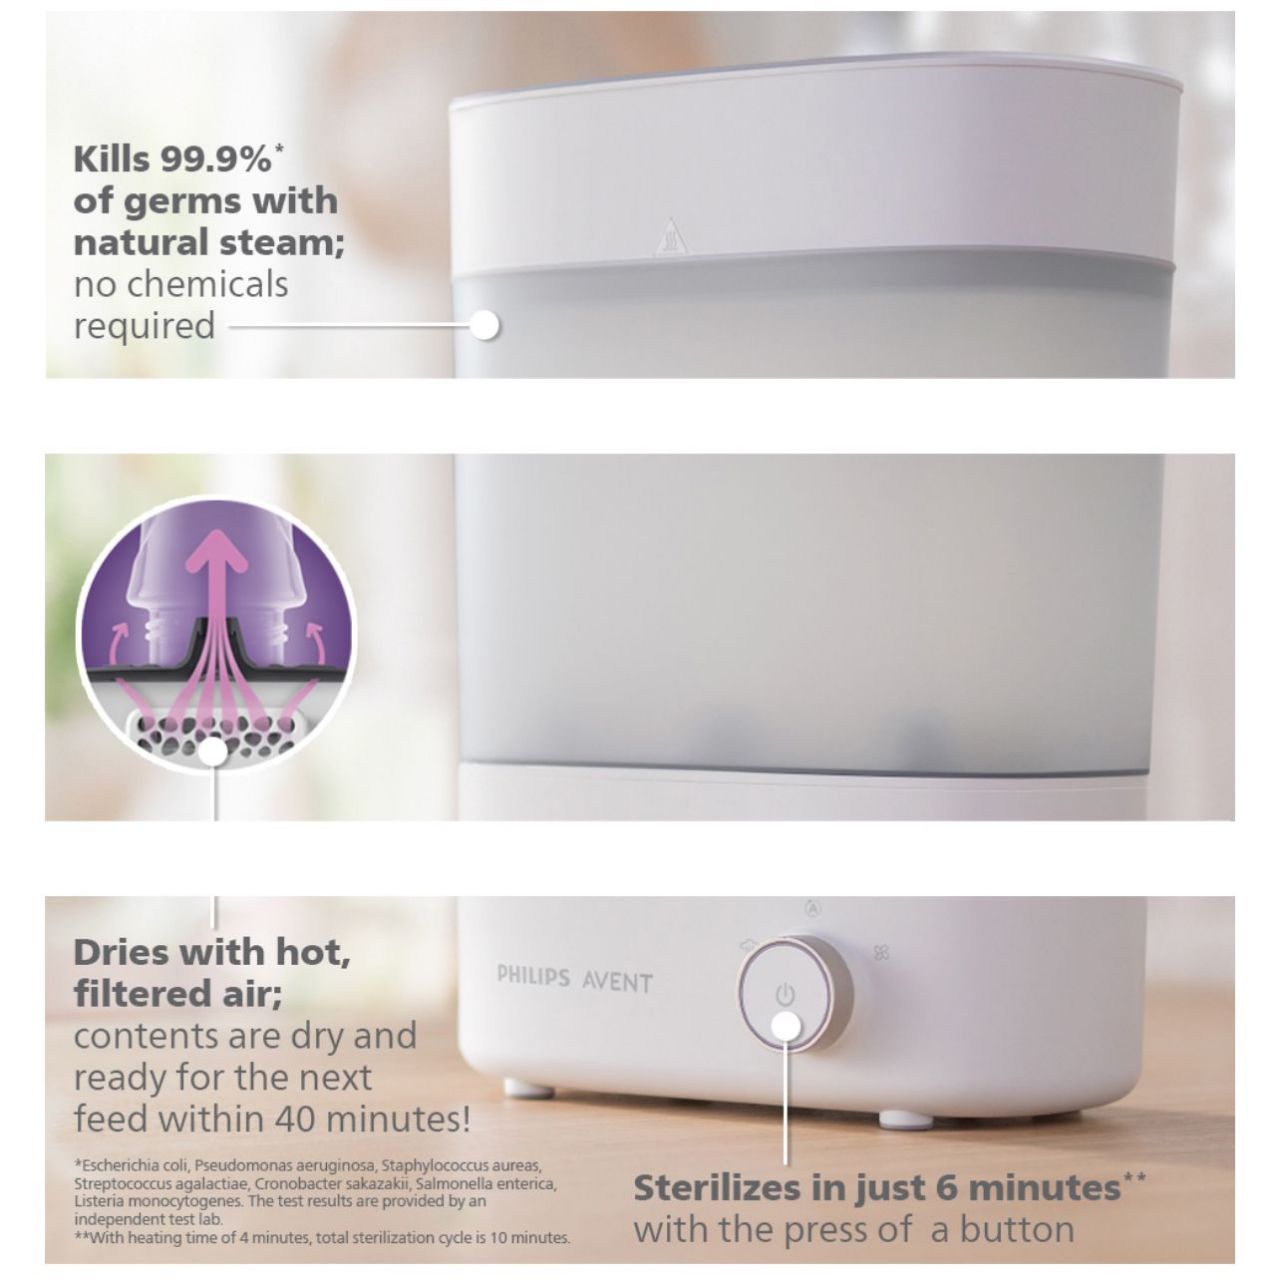 Kills 99.9%*
of germs with
natural steam;
no chemicals
required
PHILIPS AVENT
A
Dries with hot,
filtered air;
contents are dry and
ready for the next
feed within 40 minutes!
*Escherichia coli, Pseudomonas aeruginosa, Staphylococcus aureas,
Streptococcus agalactiae, Cronobacter sakazakii, Salmonella enterica,
Listeria monocytogenes. The test results are provided by an
independent test lab.
**With heating time of 4 minutes, total sterilization cycle is 10 minutes.
Sterilizes in just 6 minutes**
with the press of a button